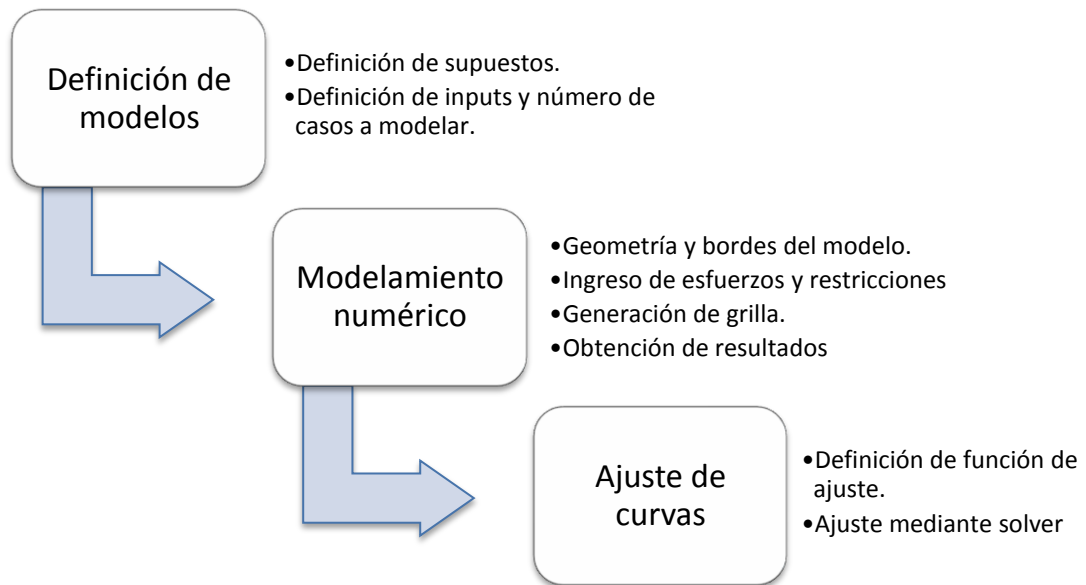 Definición de
modelos
•Definición de supuestos.
•Definición de inputs y número de
casos a modelar.
Modelamiento
numérico
•Geometría y bordes del modelo.
•Ingreso de esfuerzos y restricciones
•Generación de grilla.
•Obtención de resultados
Ajuste de
curvas
•Definición de función de
ajuste.
•Ajuste mediante solver